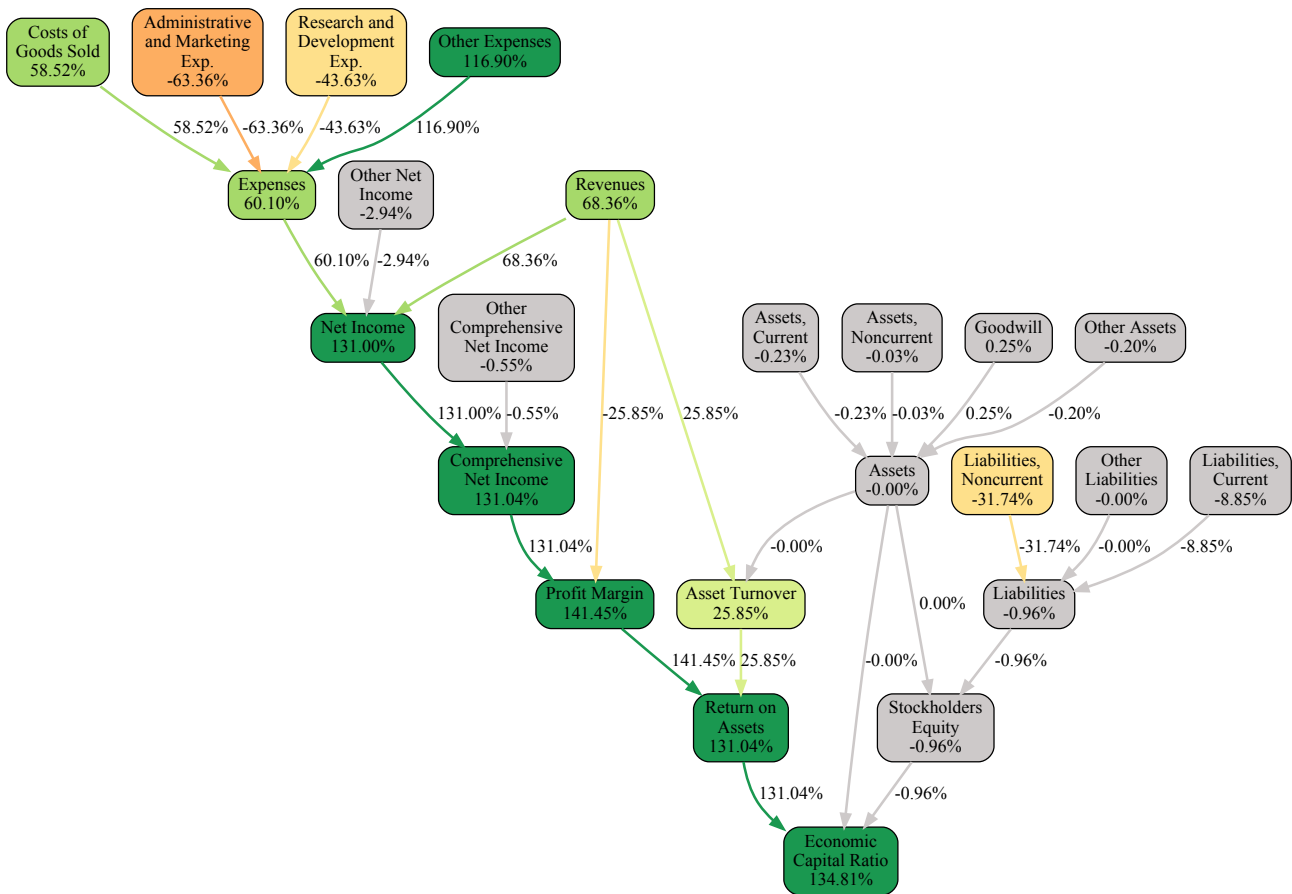 Costs of
Goods Sold
58.52%
Administrative
and Marketing
Exp.
-63.36%
Research and
Development
Exp.
-43.63%
Other Expenses
116.90%
58.52%
-63.36%
-43.63%
116.90%
Expenses
60.10%
Other Net
Income
-2.94%
Revenues
68.36%
60.10%
-2.94%
68.36%
Net Income
131.00%
Other
Comprehensive
Net Income
-0.55%
Assets,
Current
-0.23%
Assets,
Noncurrent
-0.03%
Goodwill
0.25%
Other Assets
-0.20%
131.00%
-0.55%
-25.85%
25.85%
-0.23%
-0.03%
0.25%
-0.20%
Comprehensive
Net Income
131.04%
Assets
-0.00%
Liabilities,
Noncurrent
-31.74%
Other
Liabilities
-0.00%
Liabilities,
Current
-8.85%
131.04%
-0.00%
-31.74%
-0.00%
-8.85%
Profit Margin
141.45%
Asset Turnover
25.85%
0.00%
Liabilities
-0.96%
141.45%
25.85%
-0.00%
-0.96%
Return on
Assets
131.04%
Stockholders
Equity
-0.96%
131.04%
-0.96%
Economic
Capital Ratio
134.81%